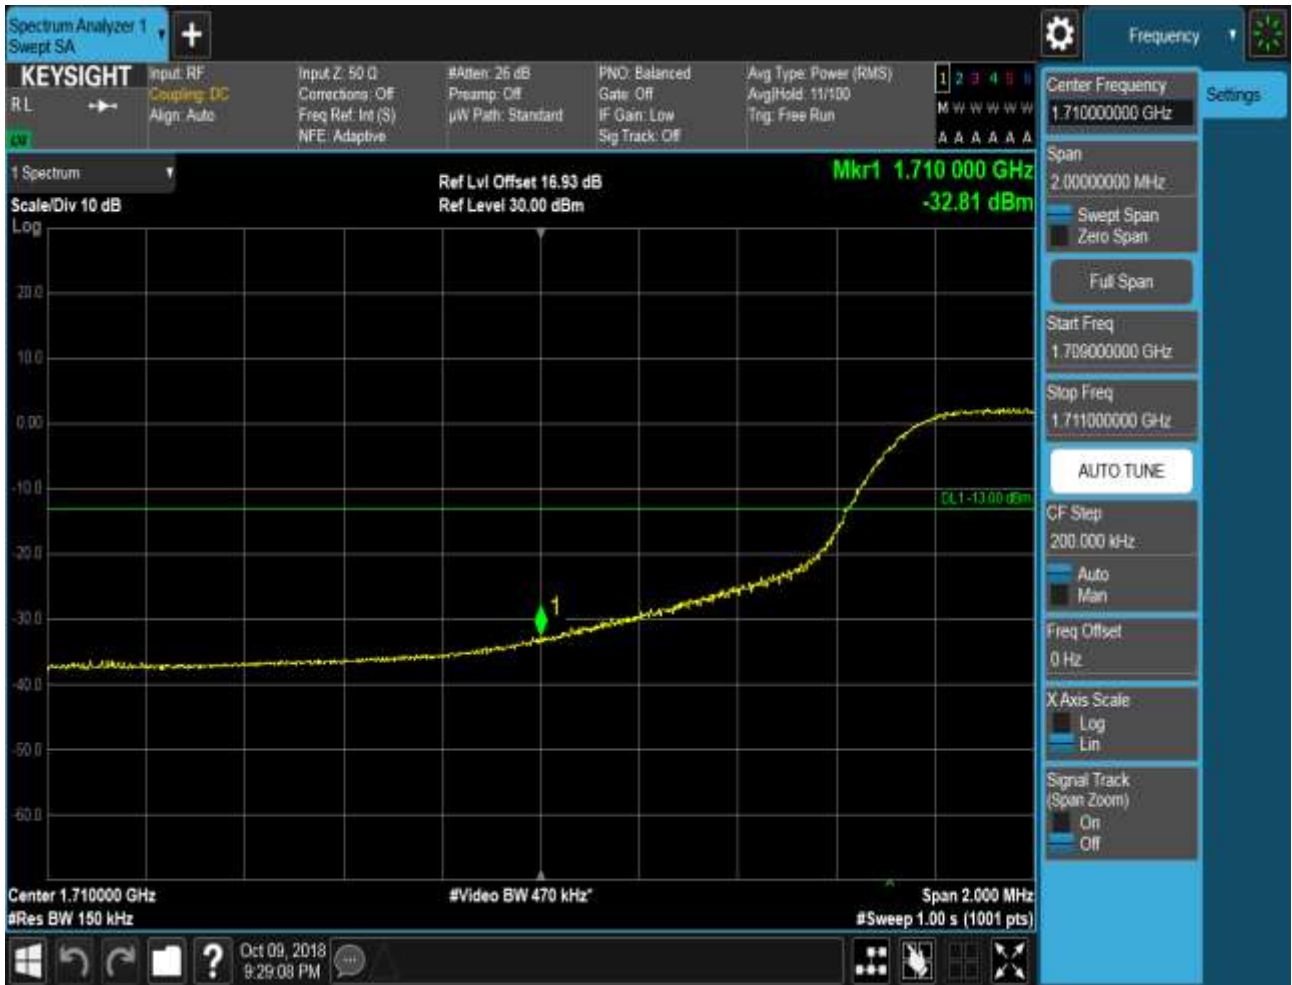 Spectrum Analyzer 1
Swept SA
Frequency
KEYSIGHT
RL
Input: RF
Coupling: DC
Align: Auto
Input Z: 50 Ω
Corrections: Off
Freq Ref: Int (S)
NFE: Adaptive
#Atten: 26 dB
Preamp: Off
µW Path: Standard
PNO: Balanced
Gate: Off
IF Gain: Low
Sig Track: Off
Avg Type: Power (RMS)
Avg|Hold: 11/100
Trig: Free Run
1 2 3 4 5 6
M W W W W W
A A A A A A
1 Spectrum
Scale/Div 10 dB
Log
Ref Lvl Offset 16.93 dB
Ref Level 30.00 dBm
Mkr1 1.710 000 GHz
-32.81 dBm
20.0
10.0
0.00
-10.0
-20.0
-30.0
-40.0
-50.0
-60.0
DL1 -13.00 dBm
1
Center 1.710000 GHz
#Res BW 150 kHz
#Video BW 470 kHz*
Span 2.000 MHz
#Sweep 1.00 s (1001 pts)
Oct 09, 2018
9:29:08 PM
Center Frequency
1.710000000 GHz
Settings
Span
2.00000000 MHz
Swept Span
Zero Span
Full Span
Start Freq
1.709000000 GHz
Stop Freq
1.711000000 GHz
AUTO TUNE
CF Step
200.000 kHz
Auto
Man
Freq Offset
0 Hz
X Axis Scale
Log
Lin
Signal Track
(Span Zoom)
On
Off